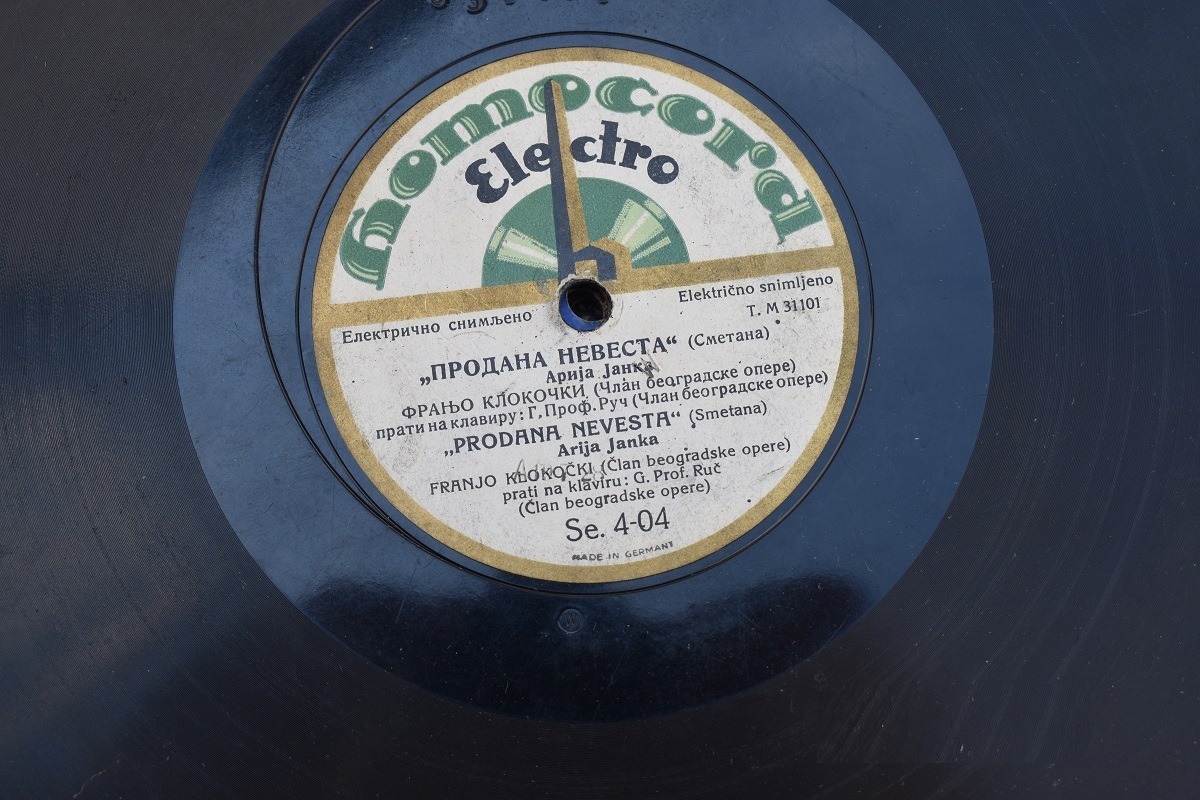 homocord
Electro
Електрично снимљено
Električno snimljeno
T. M 31101
„ПРОДАНА НЕВЕСТА“ (Сметана)
Арија Јанка
ФРАЊО КЛОКОЧКИ (Члан београдске опере)
прати на клавиру: Г. Проф. Руч (Члан београдске опере)
„PRODANA NEVESTA“ (Smetana)
Arija Janka
FRANJO KLOKOČKI (Član beogradske opere)
prati na klaviru: G. Prof. Ruč
(Član beogradske opere)
Se. 4-04
MADE IN GERMANY
W